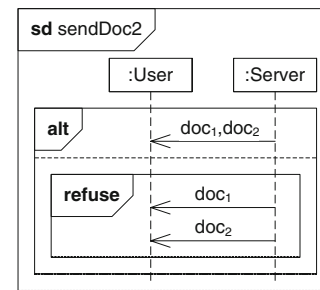 sd sendDoc2
:User :Server
alt
doc₁,doc₂
refuse
doc₁
doc₂